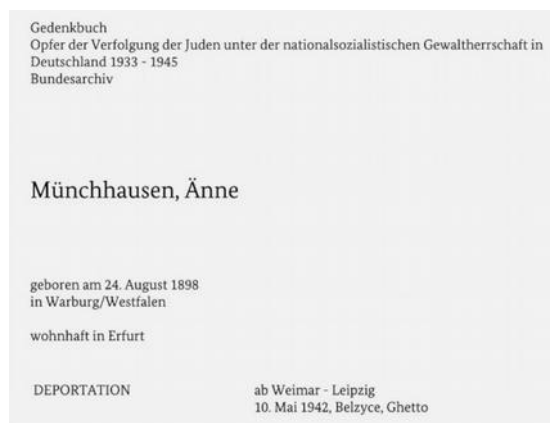 Gedenkbuch
Opfer der Verfolgung der Juden unter der nationalsozialistischen Gewaltherrschaft in
Deutschland 1933 - 1945
Bundesarchiv
Münchhausen, Änne
geboren am 24. August 1898
in Warburg/Westfalen
wohnhaft in Erfurt
DEPORTATION ab Weimar - Leipzig
10. Mai 1942, Belzyce, Ghetto